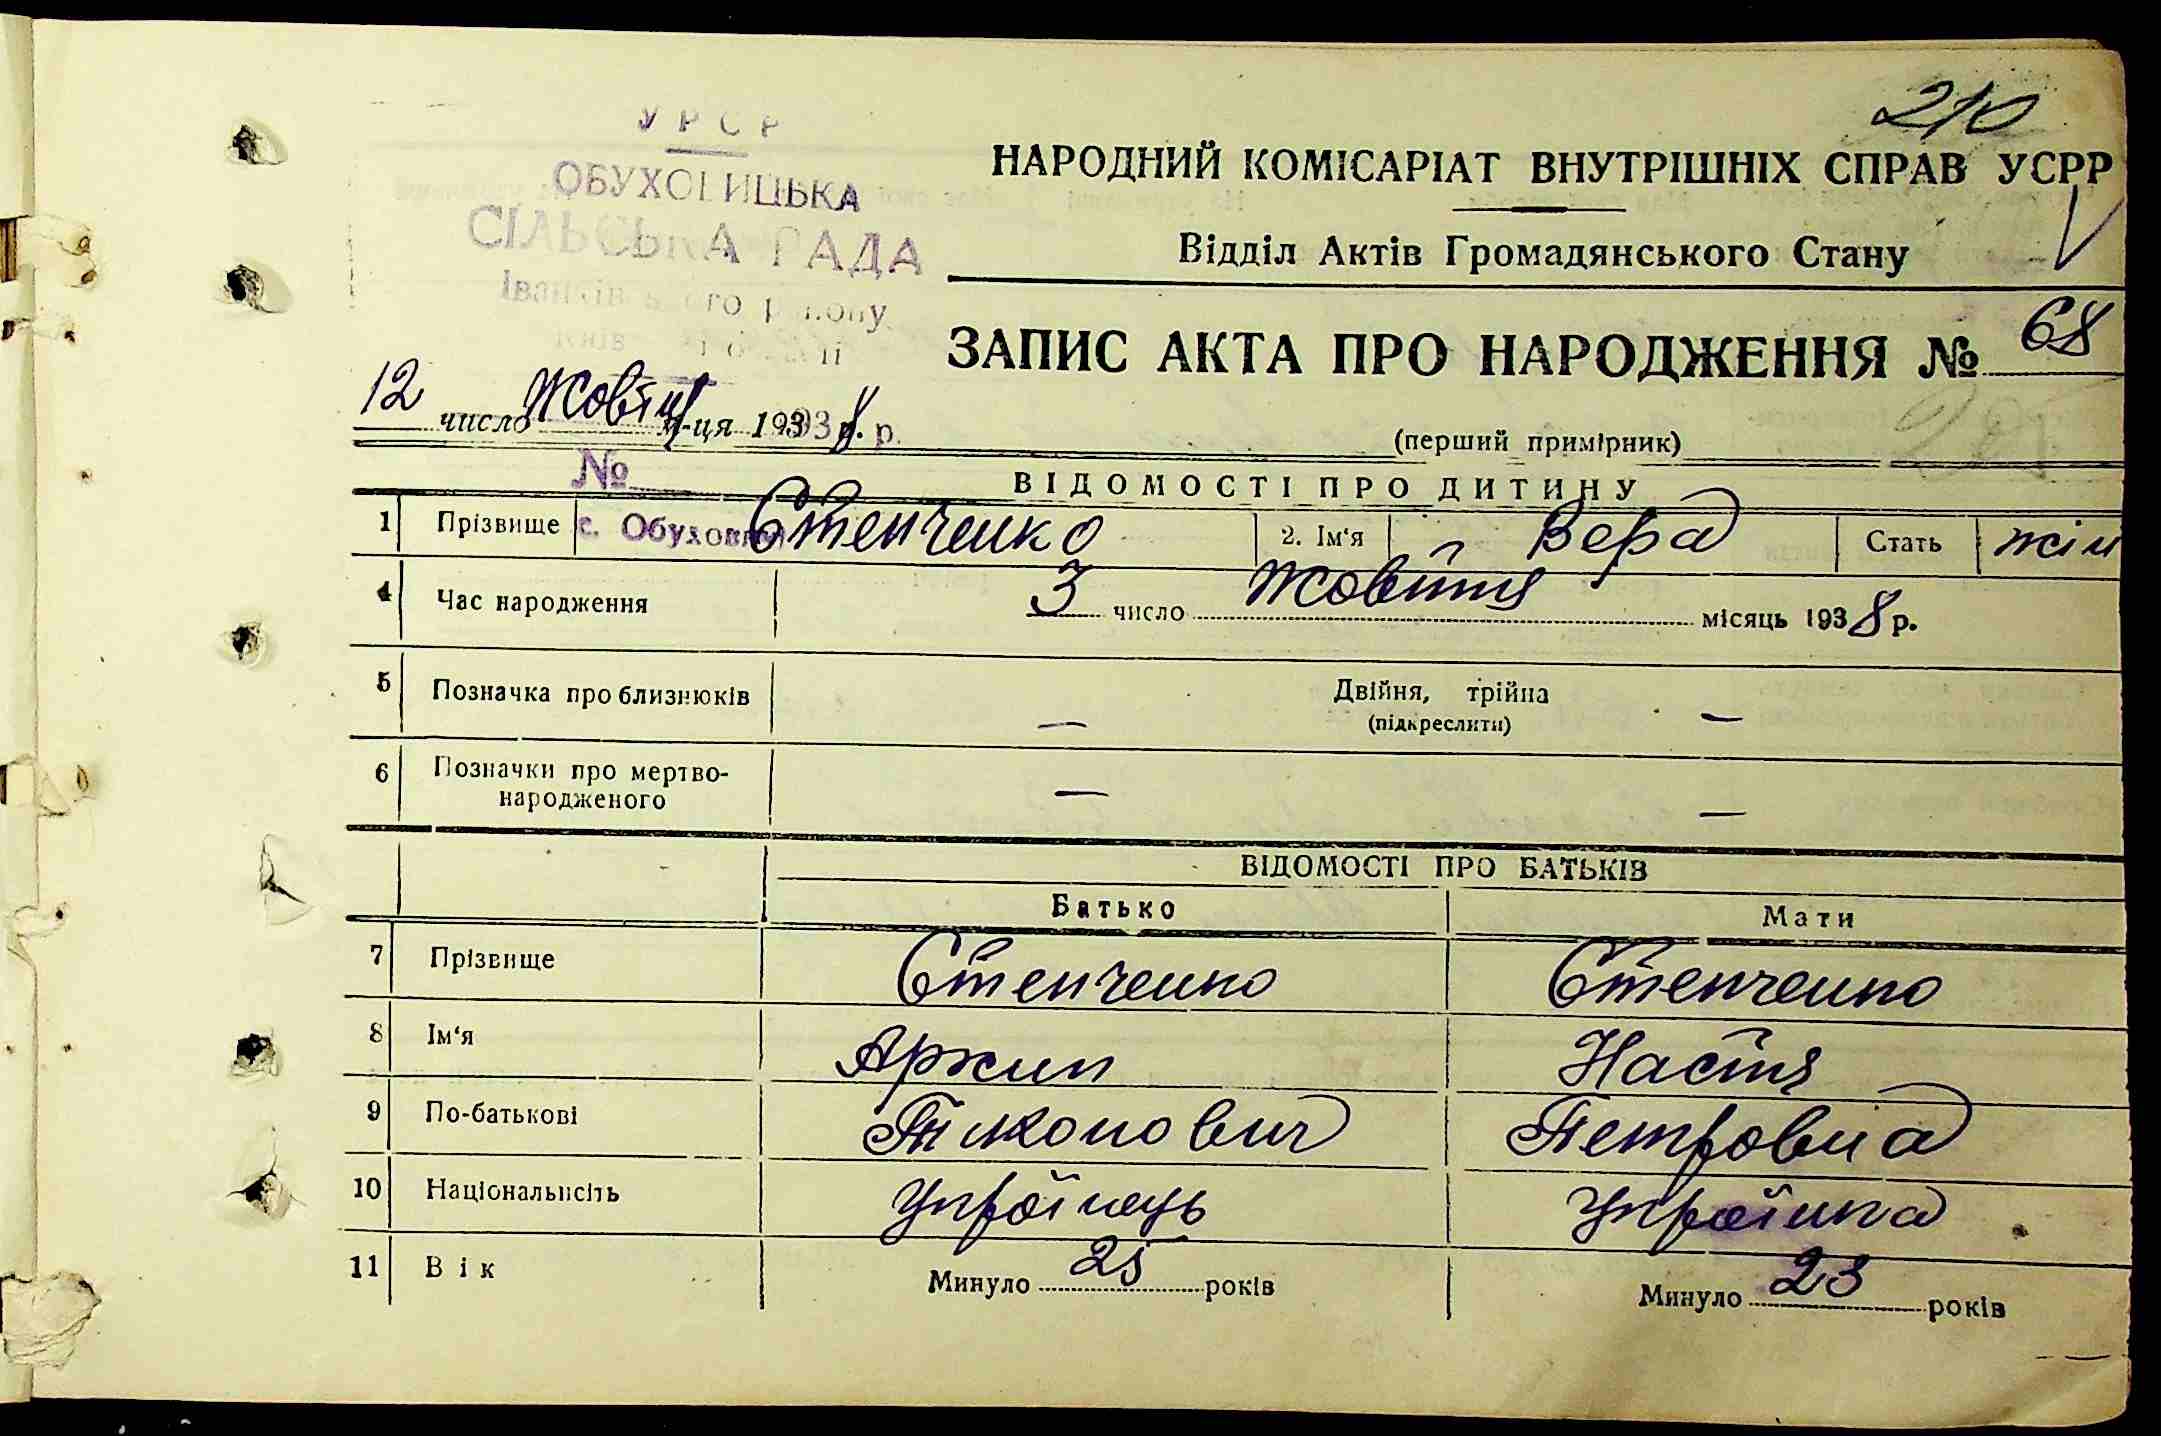 210
УРСР
ОБУХОВИЦЬКА
СІЛЬСЬКА РАДА
НАРОДНИЙ КОМІСАРІАТ ВНУТРІШНІХ СПРАВ УСРР
Відділ Актів Громадянського Стану
ЗАПИС АКТА ПРО НАРОДЖЕННЯ № 68
12 число Жовтня м-ця 1938 р.
(перший примірник)
№
ВІДОМОСТІ ПРО ДИТИНУ
1 Прізвище с. Стенченко 2. Ім'я Вера Стать жін
4 Час народження 3 число Жовтня місяць 1938 р.
5 Позначка про близнюків — Двійня, трійна —
(підкреслити)
6 Позначки про мертво-
народженого — —
ВІДОМОСТІ ПРО БАТЬКІВ
Батько Мати
7 Прізвище Стенченко Стенченко
8 Ім'я Архип Настя
9 По-батькові Тихонович Петровна
10 Національність Українець Українка
11 Вік Минуло 25 років Минуло 23 років